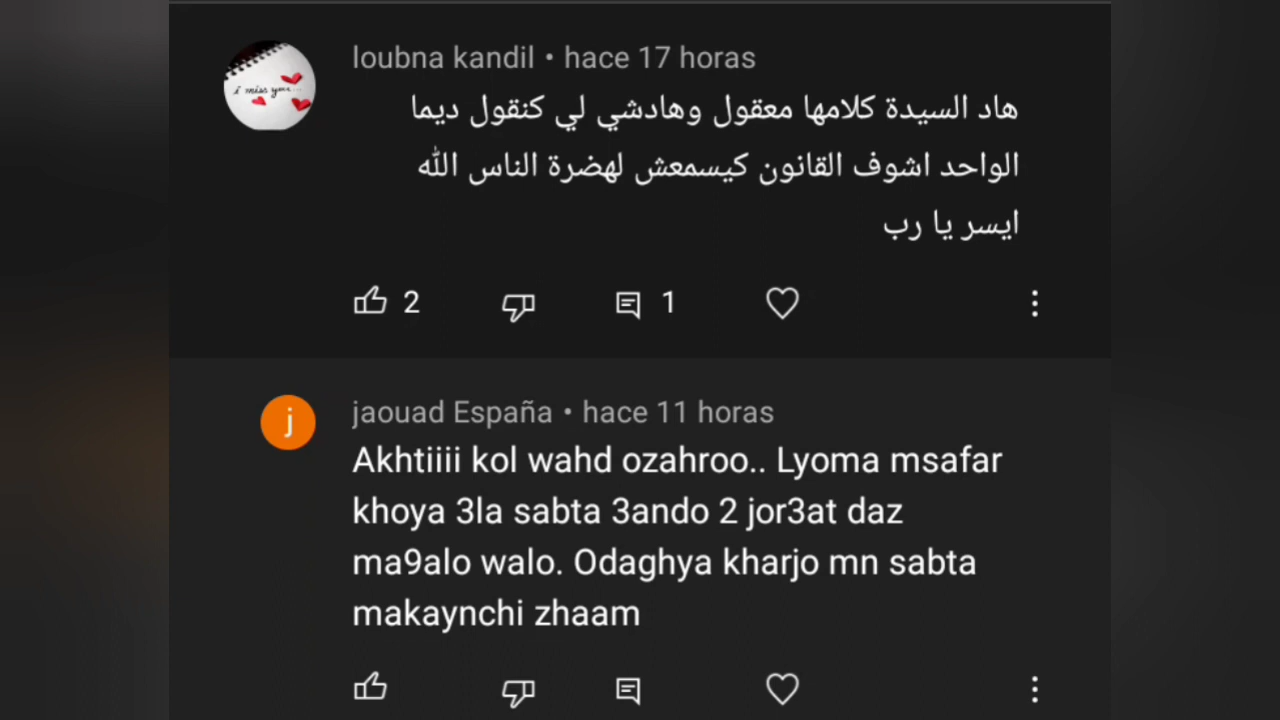 i miss you...
loubna kandil • hace 17 horas
هاد السيدة كلامها معقول وهادشي لي كنقول ديما
الواحد اشوف القانون كيسمعش لهضرة الناس الله
ايسر يا رب
2
1
j
jaouad España • hace 11 horas
Akhtiiii kol wahd ozahroo.. Lyoma msafar
khoya 3la sabta 3ando 2 jor3at daz
ma9alo walo. Odaghya kharjo mn sabta
makaynchi zhaam